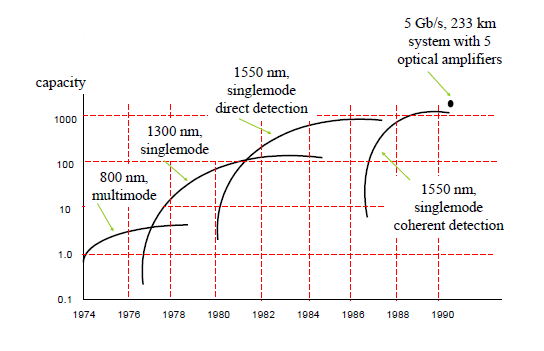 5 Gb/s, 233 km
system with 5
optical amplifiers
capacity
1550 nm,
singlemode
direct detection
1300 nm,
singlemode
800 nm,
multimode
1550 nm,
singlemode
coherent detection
1000
100
10
1.0
0.1
1974 1976 1978 1980 1982 1984 1986 1988 1990